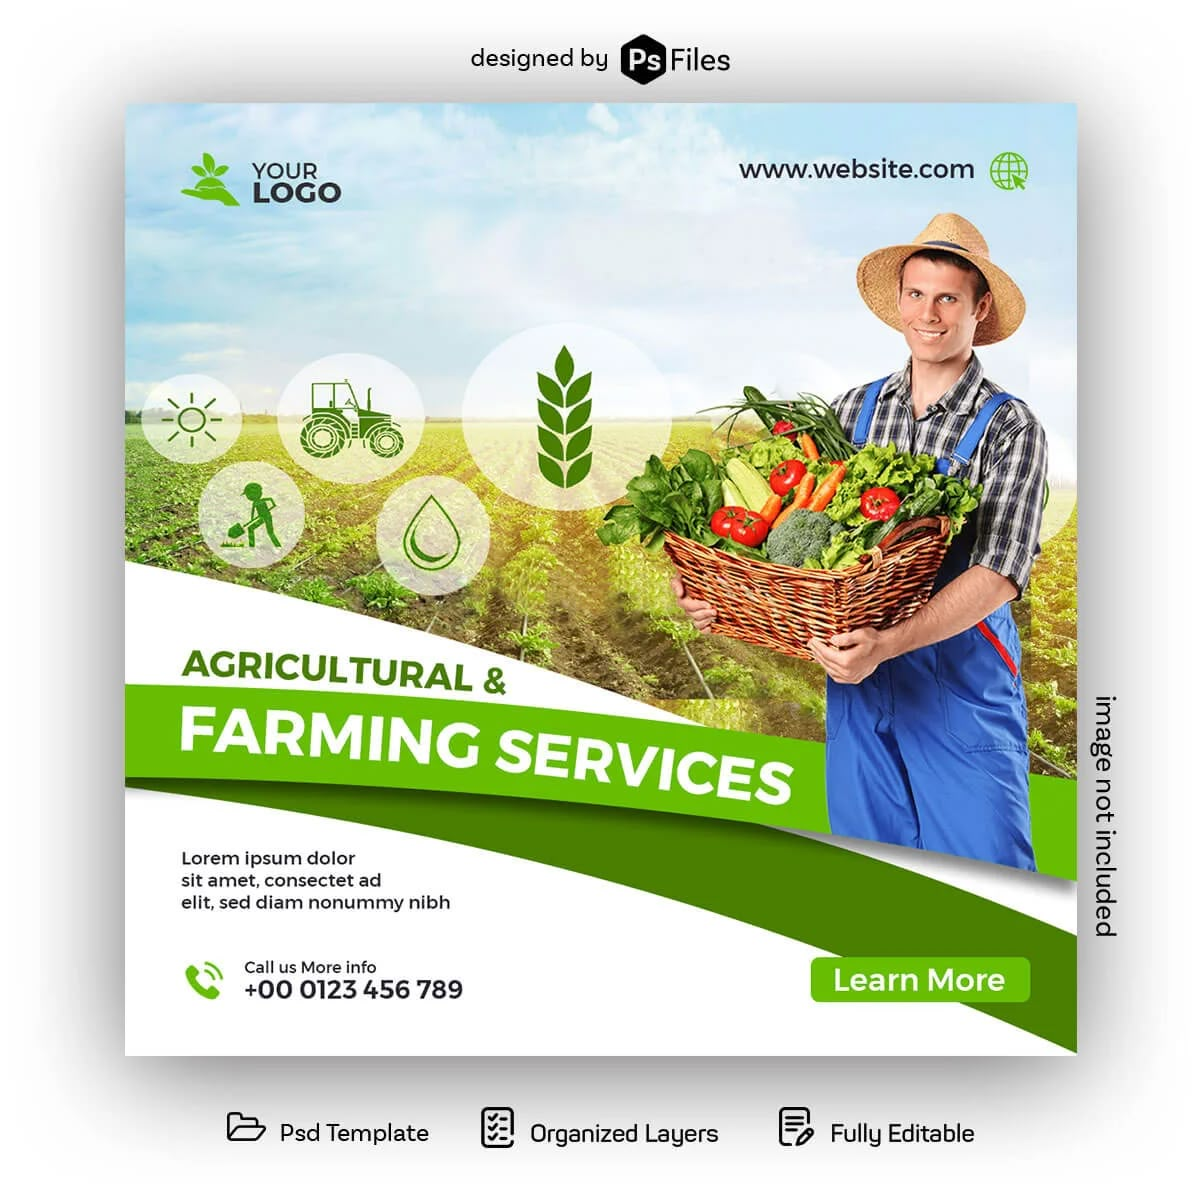 designed by Ps Files
YOUR
LOGO
www.website.com
AGRICULTURAL &
FARMING SERVICES
Lorem ipsum dolor
sit amet, consectet ad
elit, sed diam nonummy nibh
Call us More info
+00 0123 456 789
Learn More
image not included
Psd Template
Organized Layers
Fully Editable